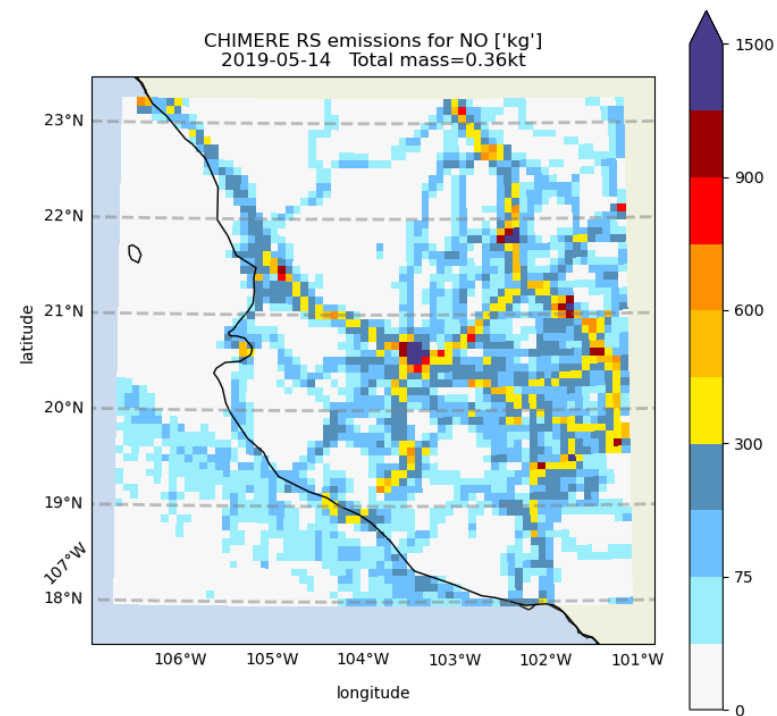 CHIMERE RS emissions for NO ['kg']
2019-05-14   Total mass=0.36kt
1500
900
600
300
75
0
23°N
22°N
21°N
20°N
19°N
18°N
107°W
106°W
105°W
104°W
103°W
102°W
101°W
latitude
longitude